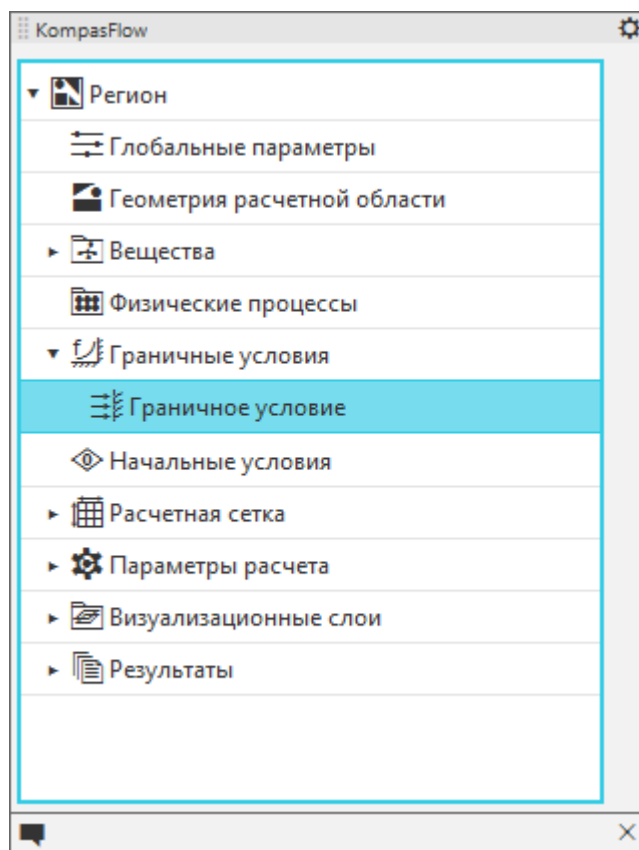 KompasFlow
Регион
Глобальные параметры
Геометрия расчетной области
Вещества
Физические процессы
Граничные условия
Граничное условие
Начальные условия
Расчетная сетка
Параметры расчета
Визуализационные слои
Результаты